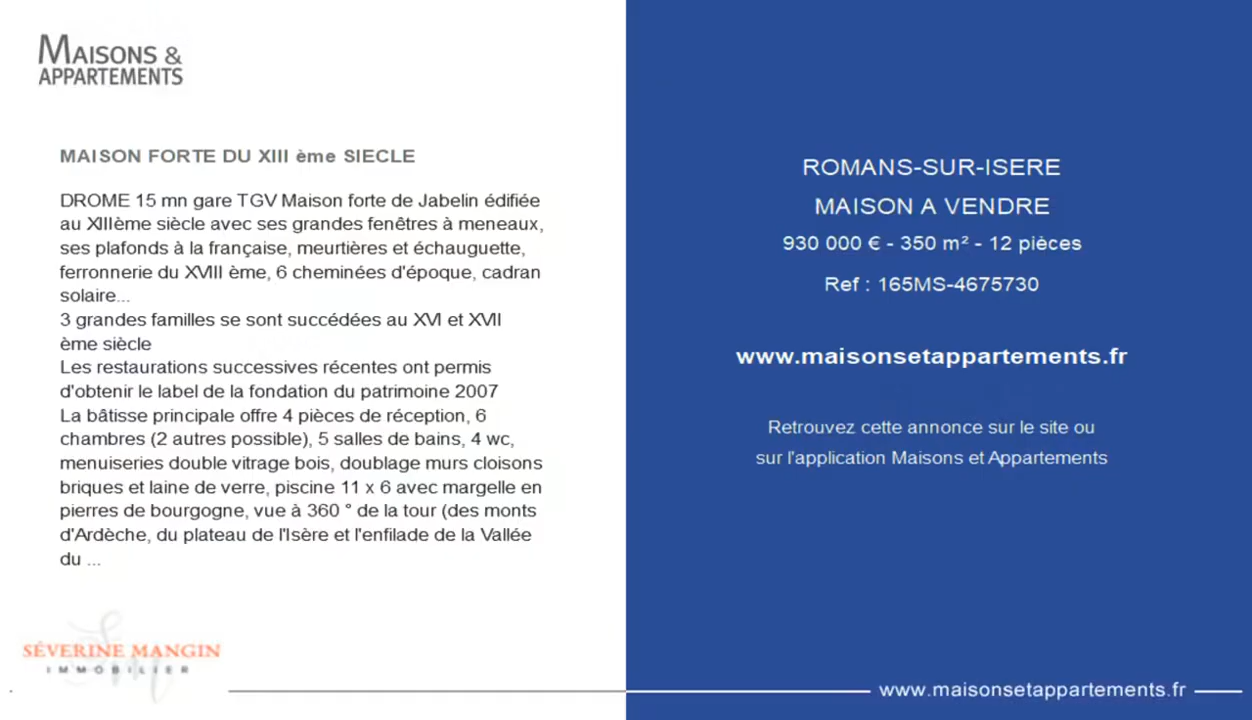 MAISONS &
APPARTEMENTS
MAISON FORTE DU XIII ème SIECLE
DROME 15 mn gare TGV Maison forte de Jabelin édifiée
au XIIIème siècle avec ses grandes fenêtres à meneaux,
ses plafonds à la française, meurtières et échauguette,
ferronnerie du XVIII ème, 6 cheminées d'époque, cadran
solaire...
3 grandes familles se sont succédées au XVI et XVII
ème siècle
Les restaurations successives récentes ont permis
d'obtenir le label de la fondation du patrimoine 2007
La bâtisse principale offre 4 pièces de réception, 6
chambres (2 autres possible), 5 salles de bains, 4 wc,
menuiseries double vitrage bois, doublage murs cloisons
briques et laine de verre, piscine 11 x 6 avec margelle en
pierres de bourgogne, vue à 360 ° de la tour (des monts
d'Ardèche, du plateau de l'Isère et l'enfilade de la Vallée
du ...
SÉVERINE MANGIN
IMMOBILIER
ROMANS-SUR-ISERE
MAISON A VENDRE
930 000 € - 350 m² - 12 pièces
Ref : 165MS-4675730
www.maisonsetappartements.fr
Retrouvez cette annonce sur le site ou
sur l'application Maisons et Appartements
www.maisonsetappartements.fr